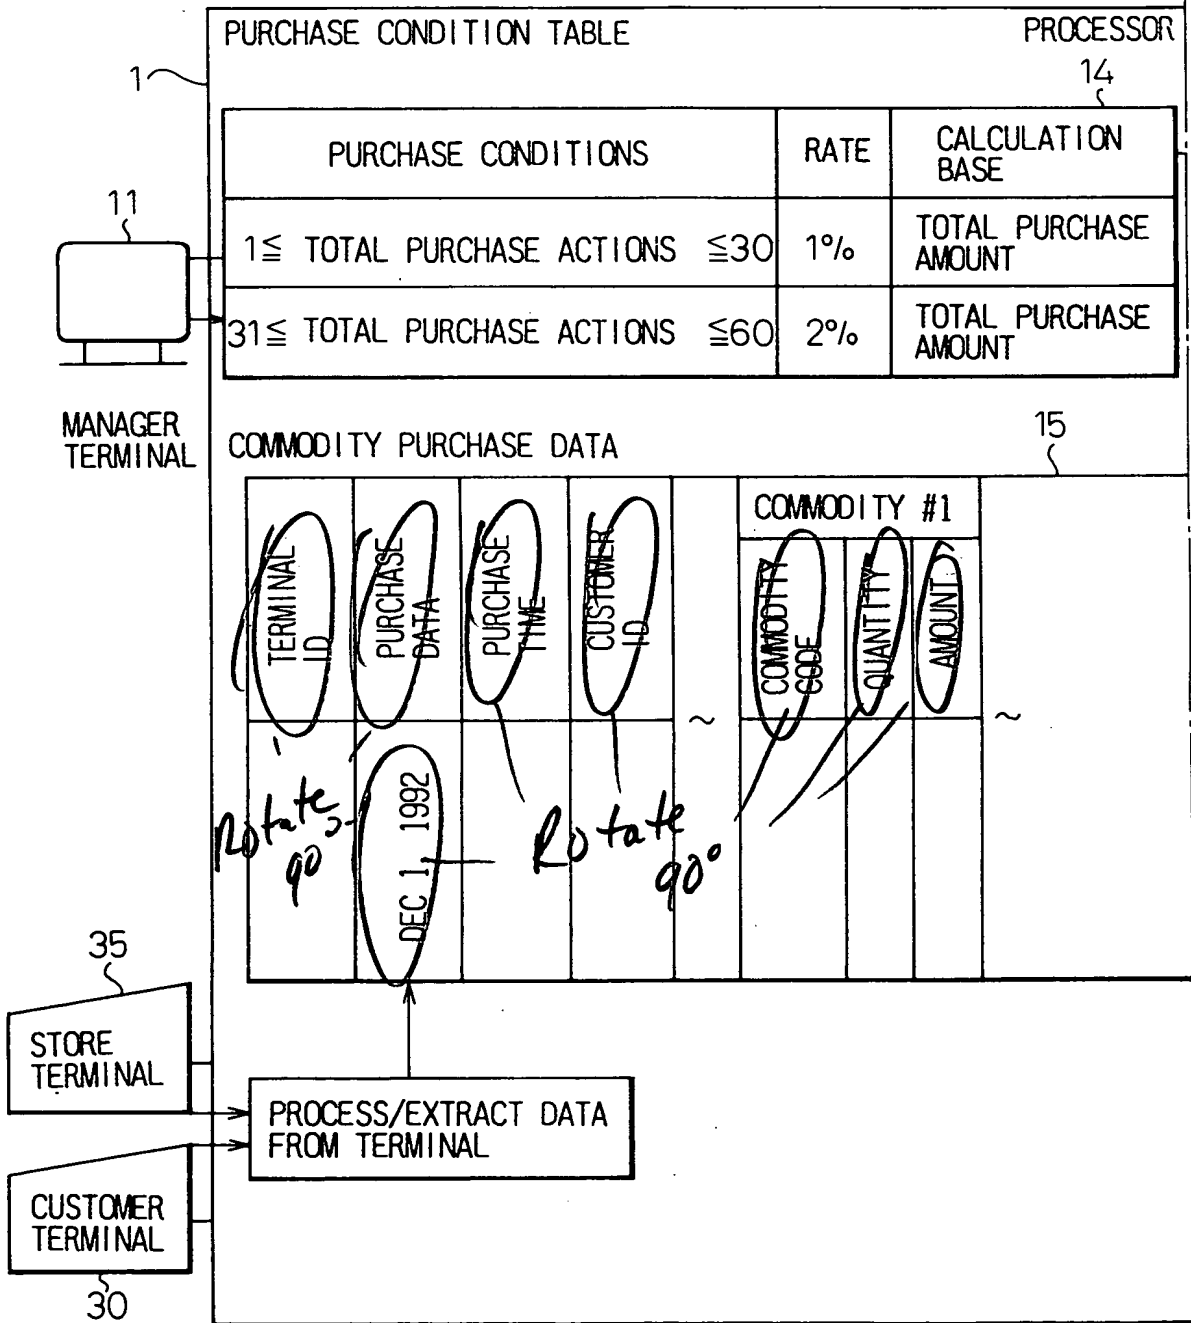 PURCHASE CONDITION TABLE PROCESSOR
1
14
PURCHASE CONDITIONS RATE CALCULATION
BASE
11
1≦ TOTAL PURCHASE ACTIONS ≦30 1% TOTAL PURCHASE
AMOUNT
31≦ TOTAL PURCHASE ACTIONS ≦60 2% TOTAL PURCHASE
AMOUNT
MANAGER
TERMINAL
COMMODITY PURCHASE DATA
15
COMMODITY #1
TERMINAL
ID
PURCHASE
DATA
PURCHASE
TIME
CUSTOMER
ID
~
COMMODITY
CODE
QUANTITY
AMOUNT
~
DEC 1 1992
Rotate
90
Rotate
90°
35
STORE
TERMINAL
PROCESS/EXTRACT DATA
FROM TERMINAL
CUSTOMER
TERMINAL
30